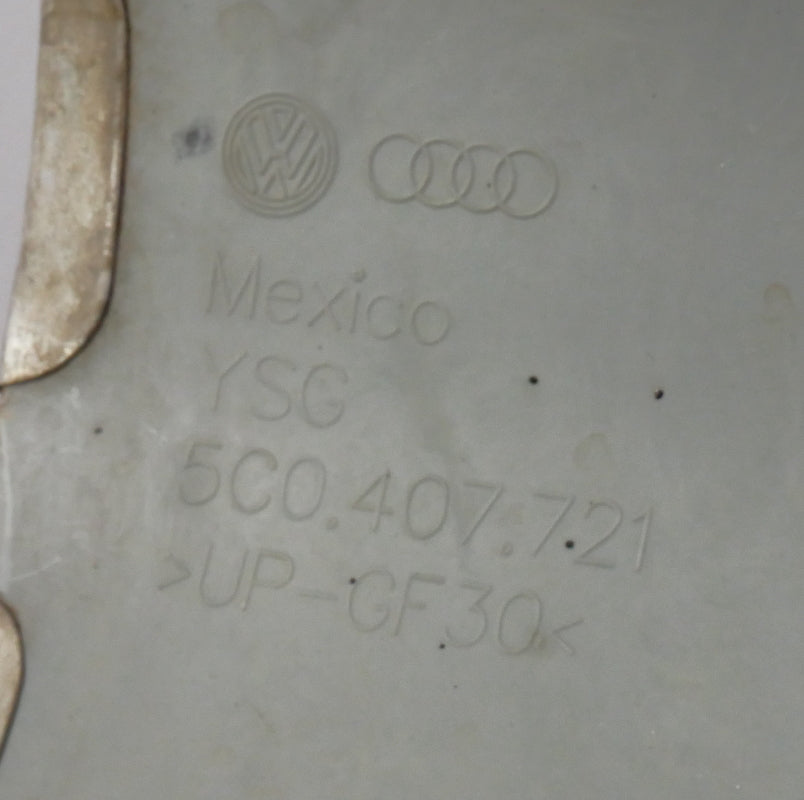 Mexico
YSG
5C0.407.721
>UP-GF30<